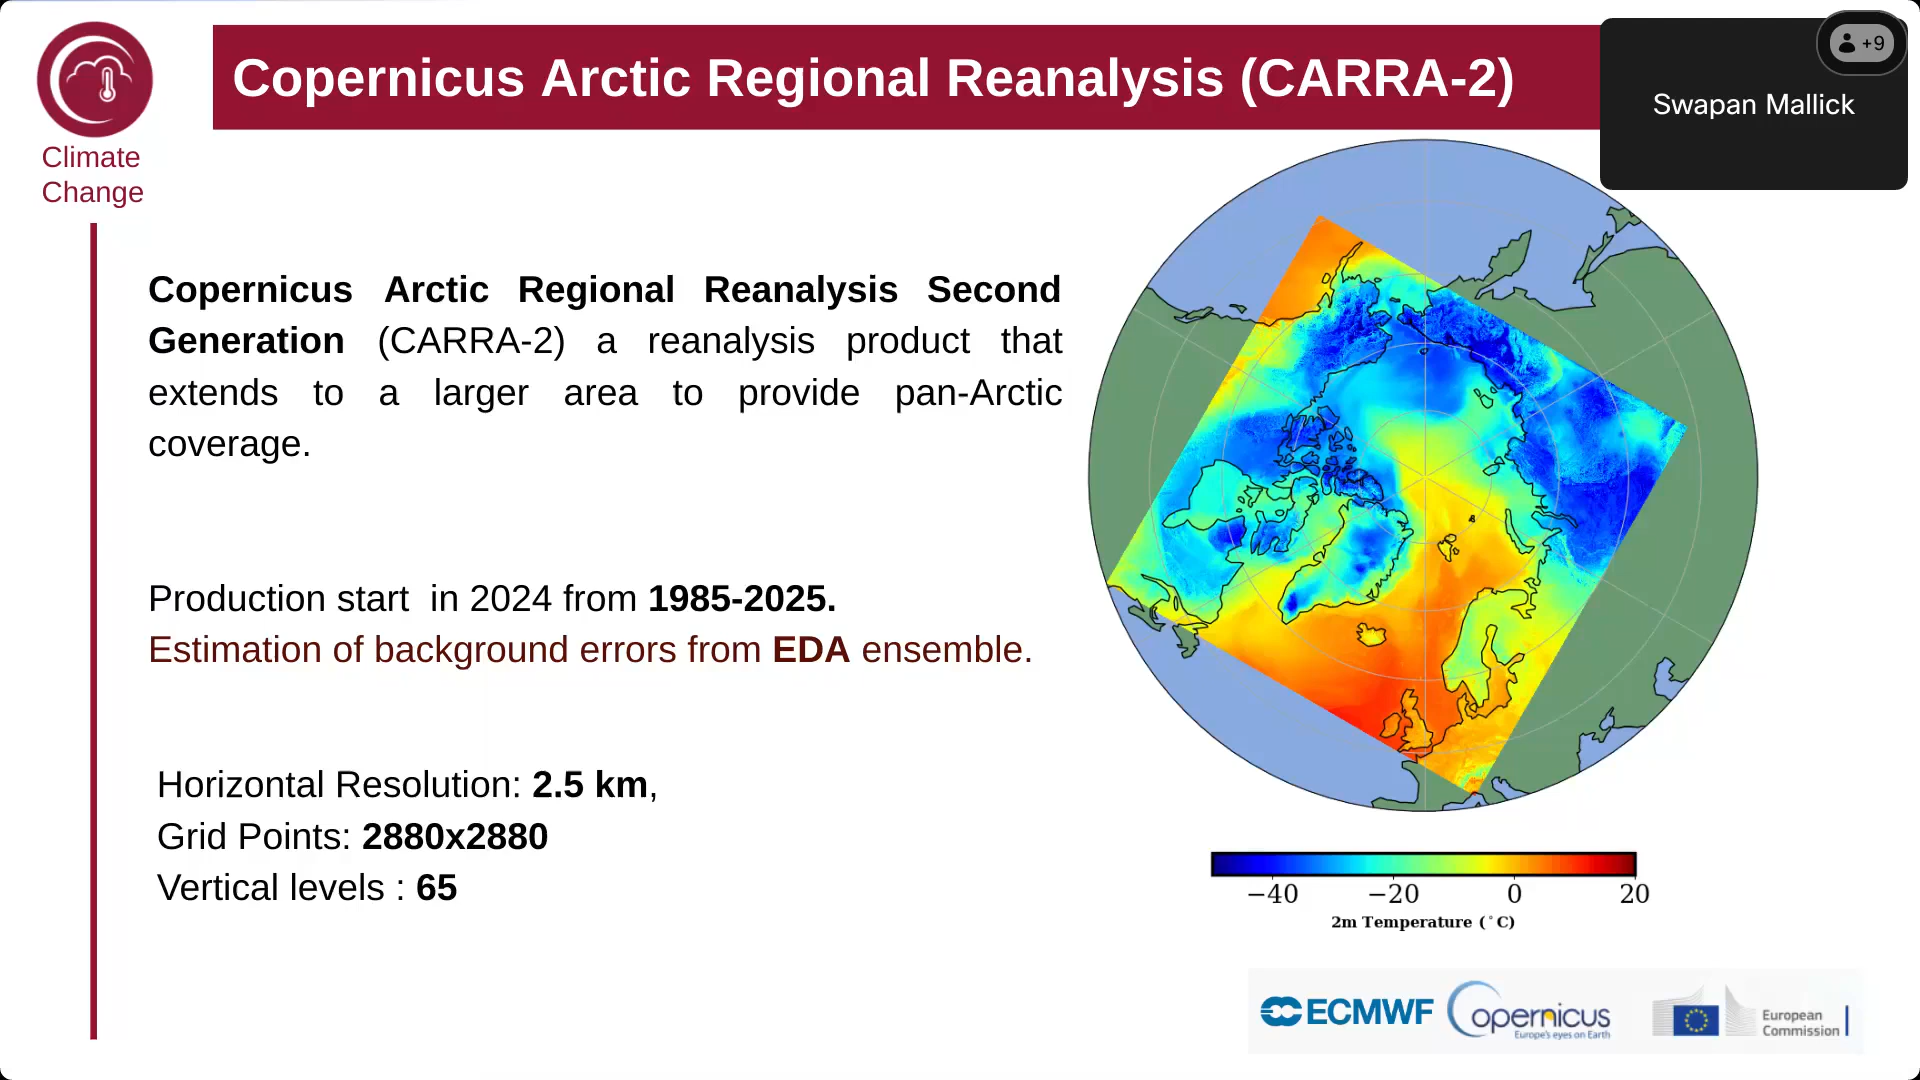 Copernicus Arctic Regional Reanalysis (CARRA-2)
+9
Swapan Mallick
Climate
Change
Copernicus Arctic Regional Reanalysis Second
Generation (CARRA-2) a reanalysis product that
extends to a larger area to provide pan-Arctic
coverage.
Production start in 2024 from 1985-2025.
Estimation of background errors from EDA ensemble.
Horizontal Resolution: 2.5 km,
Grid Points: 2880x2880
Vertical levels : 65
−40 −20 0 20
2m Temperature (°C)
ECMWF
Copernicus
Europe's eyes on Earth
European
Commission